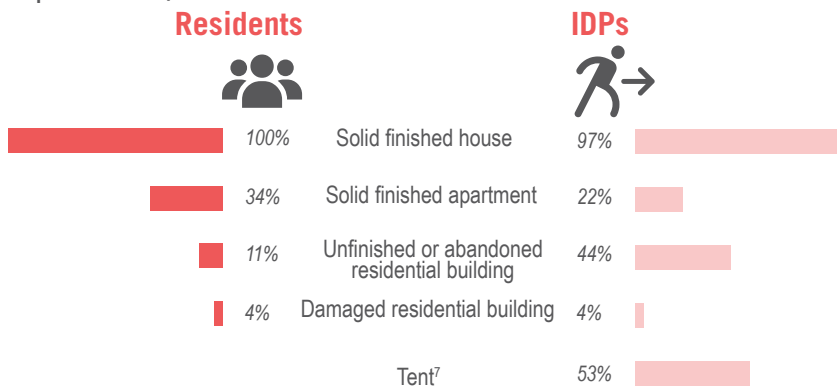 Residents IDPs
100% Solid finished house 97%
34% Solid finished apartment 22%
11% Unfinished or abandoned residential building 44%
4% Damaged residential building 4%
Tent7 53%